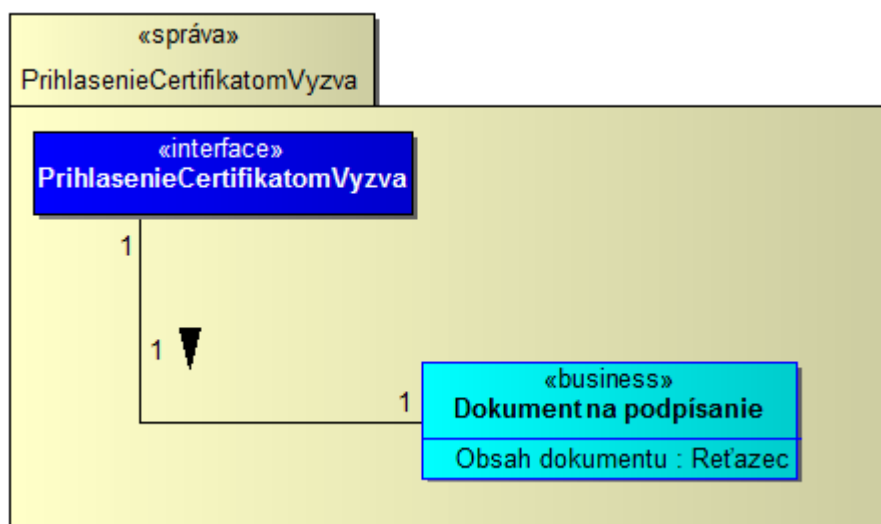 «správa»
PrihlasenieCertifikatomVyzva
«interface»
PrihlasenieCertifikatomVyzva
1
1
1
«business»
Dokument na podpísanie
Obsah dokumentu : Reťazec